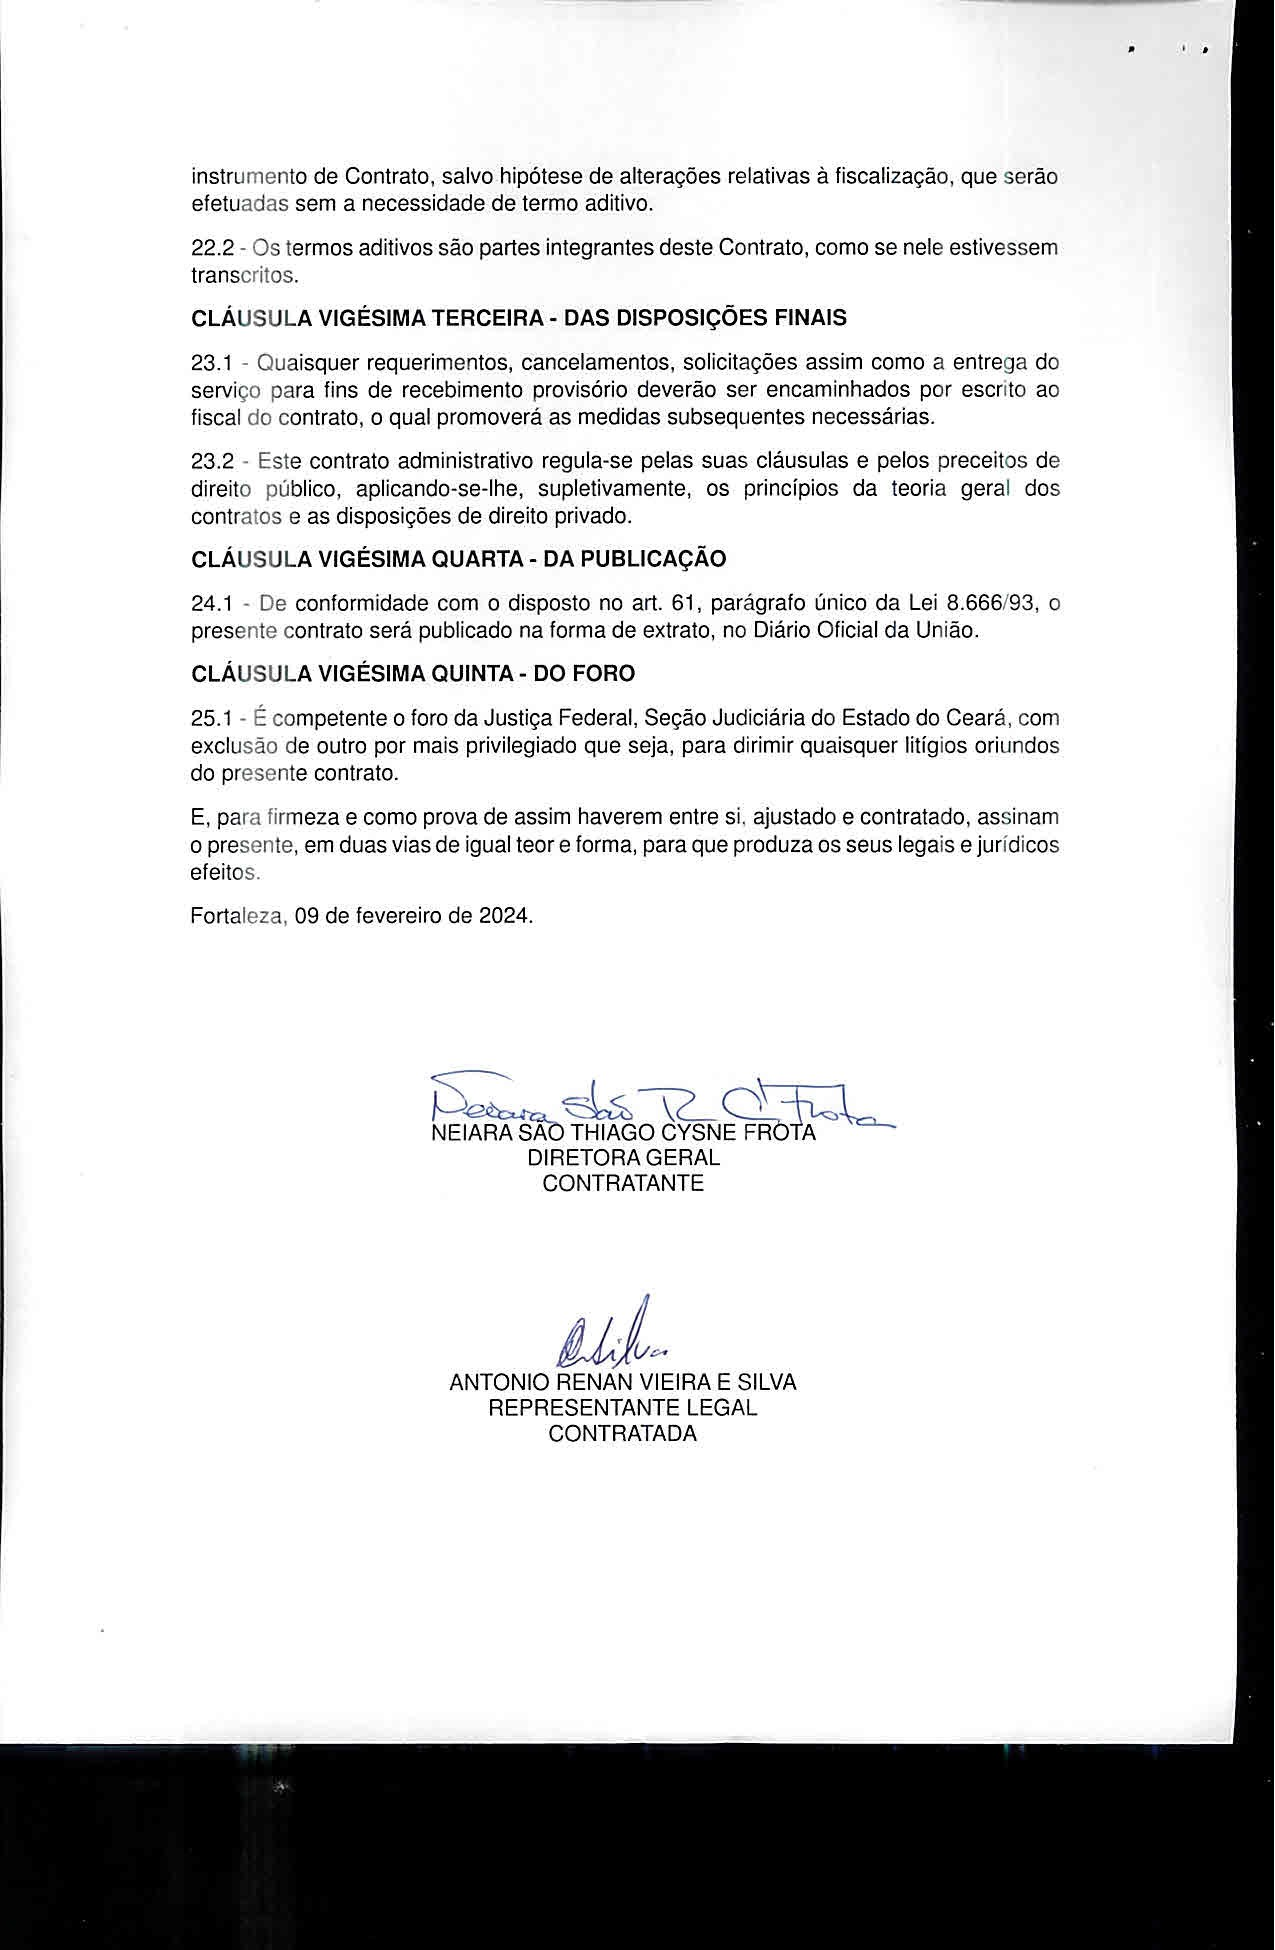 instrumento de Contrato, salvo hipótese de alterações relativas à fiscalização, que serão
efetuadas sem a necessidade de termo aditivo.
22.2 - Os termos aditivos são partes integrantes deste Contrato, como se nele estivessem
transcritos.
CLÁUSULA VIGÉSIMA TERCEIRA - DAS DISPOSIÇÕES FINAIS
23.1 - Quaisquer requerimentos, cancelamentos, solicitações assim como a entrega do
serviço para fins de recebimento provisório deverão ser encaminhados por escrito ao
fiscal do contrato, o qual promoverá as medidas subsequentes necessárias.
23.2 - Este contrato administrativo regula-se pelas suas cláusulas e pelos preceitos de
direito público, aplicando-se-lhe, supletivamente, os princípios da teoria geral dos
contratos e as disposições de direito privado.
CLÁUSULA VIGÉSIMA QUARTA - DA PUBLICAÇÃO
24.1 - De conformidade com o disposto no art. 61, parágrafo único da Lei 8.666/93, o
presente contrato será publicado na forma de extrato, no Diário Oficial da União.
CLÁUSULA VIGÉSIMA QUINTA - DO FORO
25.1 - É competente o foro da Justiça Federal, Seção Judiciária do Estado do Ceará, com
exclusão de outro por mais privilegiado que seja, para dirimir quaisquer litígios oriundos
do presente contrato.
E, para firmeza e como prova de assim haverem entre si, ajustado e contratado, assinam
o presente, em duas vias de igual teor e forma, para que produza os seus legais e jurídicos
efeitos.
Fortaleza, 09 de fevereiro de 2024.
Neiara São T C Frota
NEIARA SÃO THIAGO CYSNE FROTA
DIRETORA GERAL
CONTRATANTE
Silva
ANTONIO RENAN VIEIRA E SILVA
REPRESENTANTE LEGAL
CONTRATADA